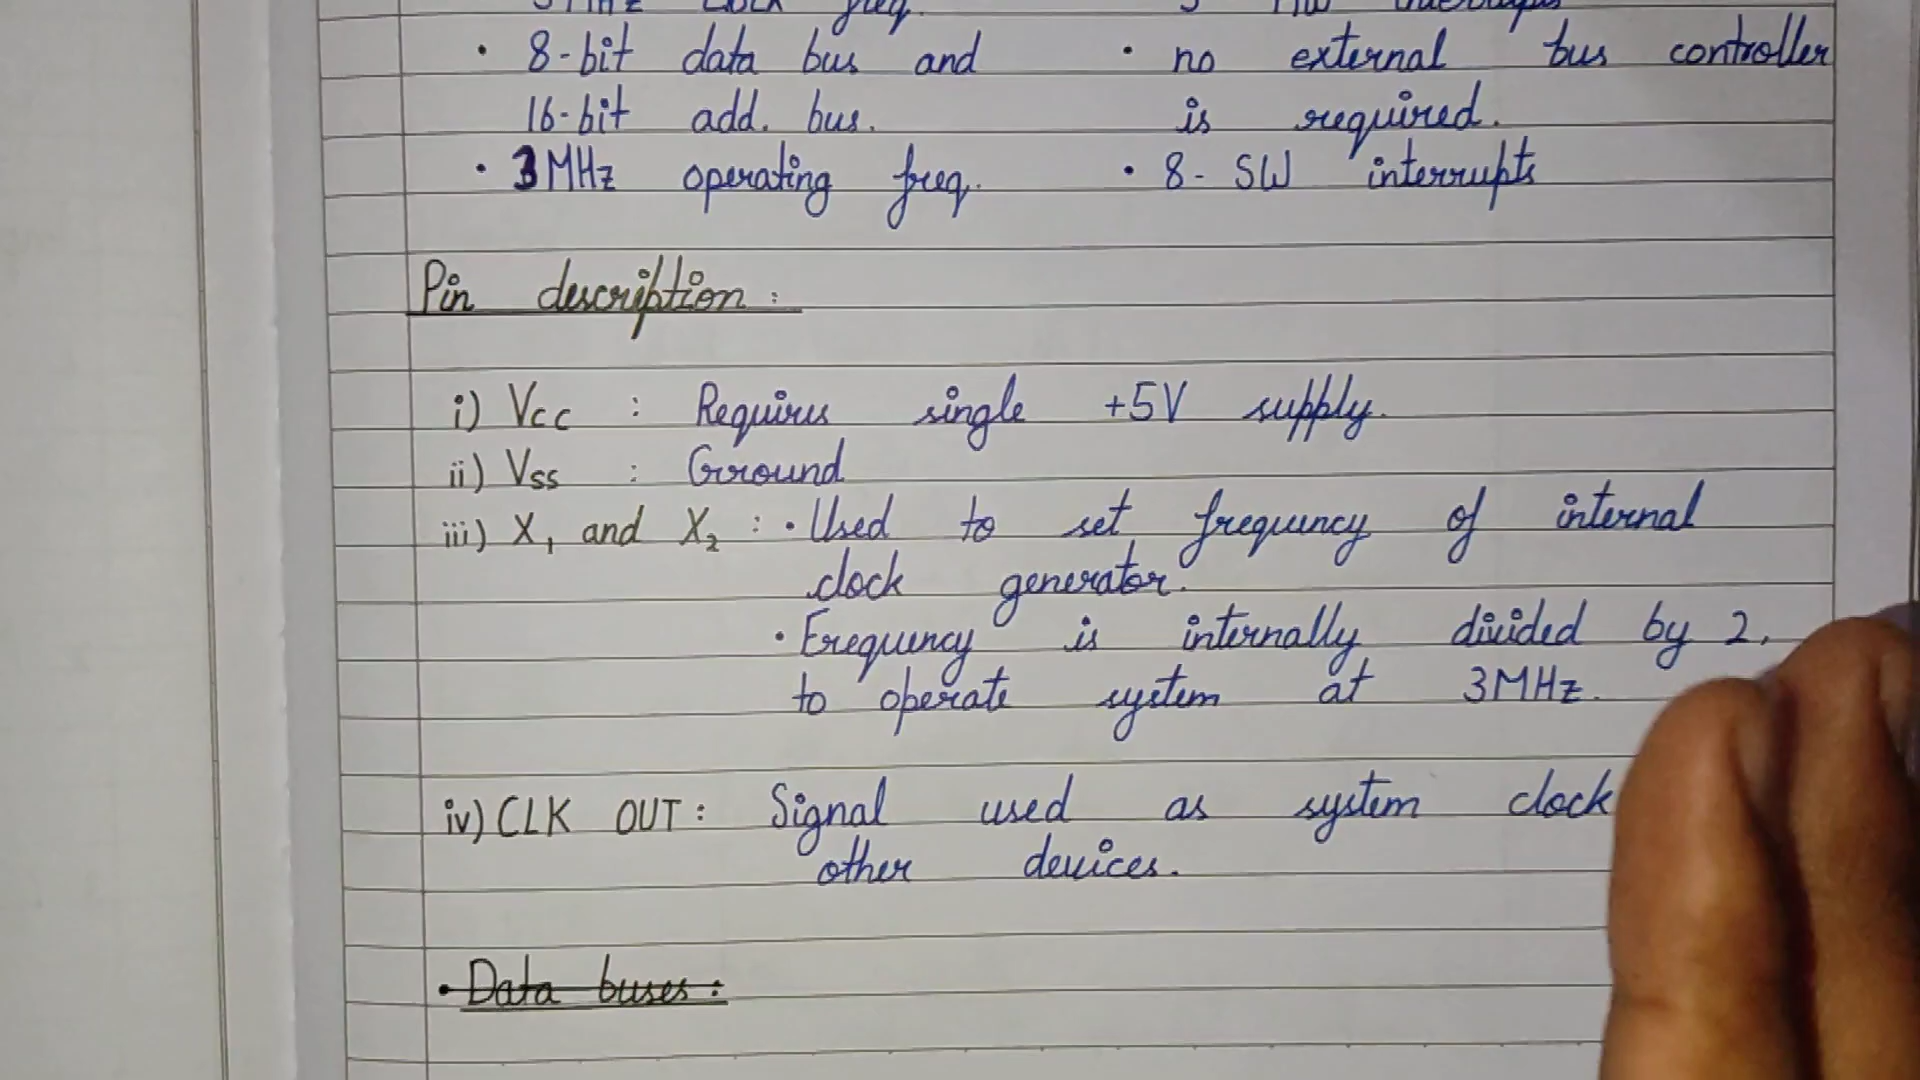 8-bit data bus and
16-bit add. bus.
• 3MHz operating freq.
• no external bus controller
is required.
• 8- SW interrupts
Pin description :
i) Vcc : Requires single +5V supply.
ii) Vss : Ground
iii) X1 and X2 : • Used to set frequency of internal
clock generator.
• Frequency is internally divided by 2,
to operate system at 3MHz.
iv) CLK OUT : Signal used as system clock
other devices.
• Data buses :